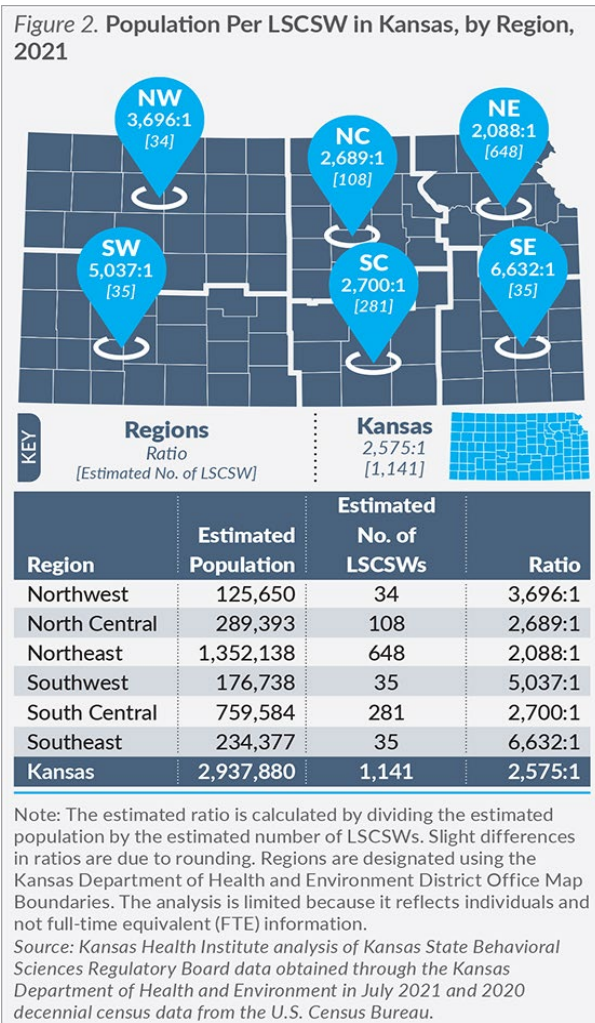 Figure 2. Population Per LSCSW in Kansas, by Region,
2021
NW
3,696:1
[34]
NC
2,689:1
[108]
NE
2,088:1
[648]
SW
5,037:1
[35]
SC
2,700:1
[281]
SE
6,632:1
[35]
KEY
Regions
Ratio
[Estimated No. of LSCSW]
Kansas
2,575:1
[1,141]
Region Estimated Population Estimated No. of LSCSWs Ratio
Northwest 125,650 34 3,696:1
North Central 289,393 108 2,689:1
Northeast 1,352,138 648 2,088:1
Southwest 176,738 35 5,037:1
South Central 759,584 281 2,700:1
Southeast 234,377 35 6,632:1
Kansas 2,937,880 1,141 2,575:1
Note: The estimated ratio is calculated by dividing the estimated
population by the estimated number of LSCSWs. Slight differences
in ratios are due to rounding. Regions are designated using the
Kansas Department of Health and Environment District Office Map
Boundaries. The analysis is limited because it reflects individuals and
not full-time equivalent (FTE) information.
Source: Kansas Health Institute analysis of Kansas State Behavioral
Sciences Regulatory Board data obtained through the Kansas
Department of Health and Environment in July 2021 and 2020
decennial census data from the U.S. Census Bureau.